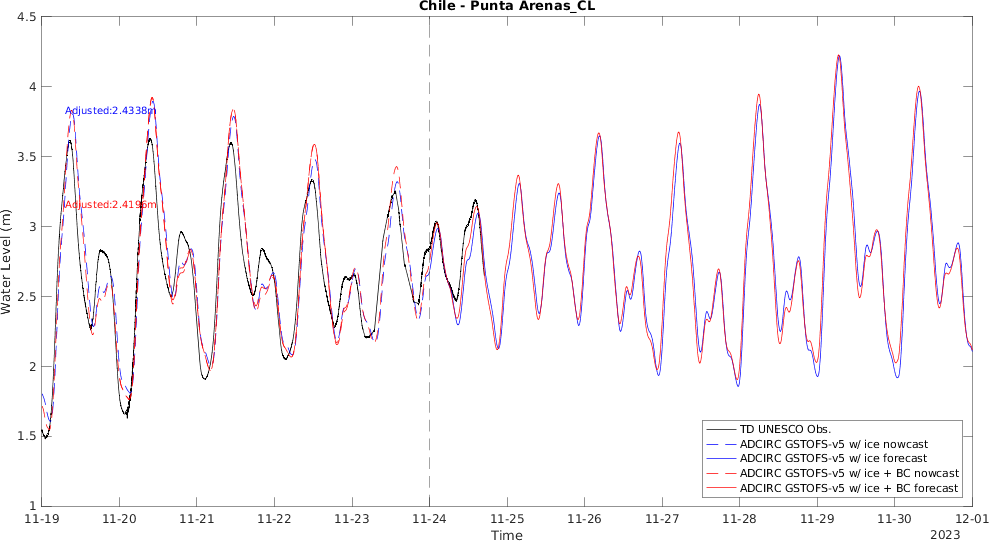 Chile - Punta Arenas_CL
4.5
4
3.5
3
2.5
2
1.5
1
Water Level (m)
Adjusted:2.4338m
Adjusted:2.4196m
TD UNESCO Obs.
ADCIRC GSTOFS-v5 w/ ice nowcast
ADCIRC GSTOFS-v5 w/ ice forecast
ADCIRC GSTOFS-v5 w/ ice + BC nowcast
ADCIRC GSTOFS-v5 w/ ice + BC forecast
11-19 11-20 11-21 11-22 11-23 11-24 11-25 11-26 11-27 11-28 11-29 11-30 12-01
Time
2023